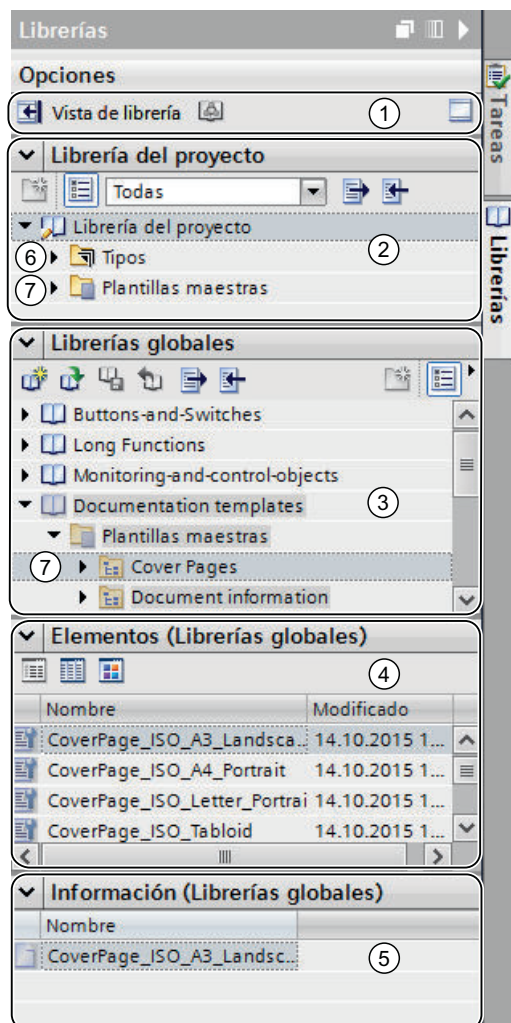 Librerías
Opciones
Vista de librería 1
Librería del proyecto
Todas
Librería del proyecto
2
6 Tipos
7 Plantillas maestras
Librerías globales
Buttons-and-Switches
Long Functions
Monitoring-and-control-objects
Documentation templates 3
Plantillas maestras
7 Cover Pages
Document information
Elementos (Librerías globales)
4
Nombre Modificado
CoverPage_ISO_A3_Landsca.. 14.10.2015 1...
CoverPage_ISO_A4_Portrait 14.10.2015 1...
CoverPage_ISO_Letter_Portrai 14.10.2015 1...
CoverPage_ISO_Tabloid 14.10.2015 1...
Información (Librerías globales)
Nombre
CoverPage_ISO_A3_Landsc.. 5
Tareas
Librerías